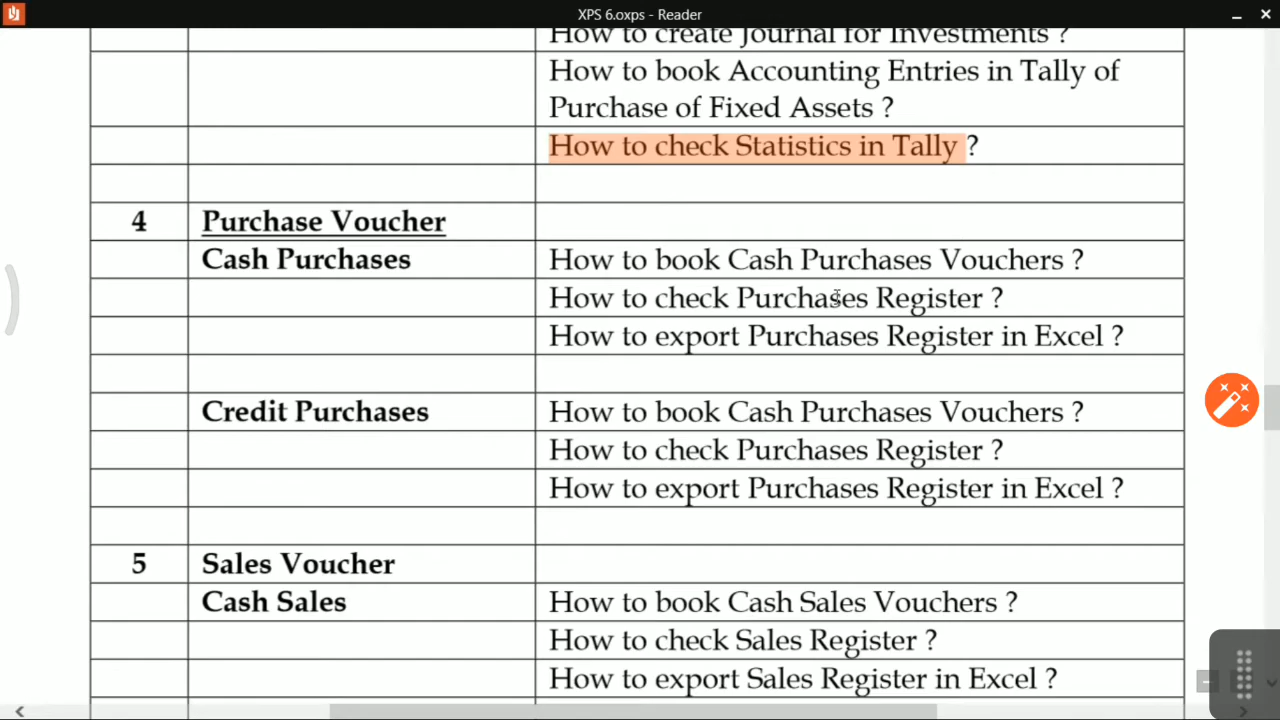 XPS 6.oxps - Reader
How to create Journal for Investments ?
How to book Accounting Entries in Tally of
Purchase of Fixed Assets ?
How to check Statistics in Tally ?
4 Purchase Voucher
Cash Purchases How to book Cash Purchases Vouchers ?
How to check Purchases Register ?
How to export Purchases Register in Excel ?
Credit Purchases How to book Cash Purchases Vouchers ?
How to check Purchases Register ?
How to export Purchases Register in Excel ?
5 Sales Voucher
Cash Sales How to book Cash Sales Vouchers ?
How to check Sales Register ?
How to export Sales Register in Excel ?